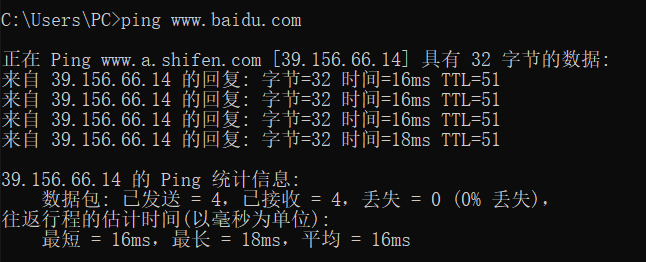 C:\Users\PC>ping www.baidu.com
正在 Ping www.a.shifen.com [39.156.66.14] 具有 32 字节的数据:
来自 39.156.66.14 的回复: 字节=32 时间=16ms TTL=51
来自 39.156.66.14 的回复: 字节=32 时间=16ms TTL=51
来自 39.156.66.14 的回复: 字节=32 时间=16ms TTL=51
来自 39.156.66.14 的回复: 字节=32 时间=18ms TTL=51
39.156.66.14 的 Ping 统计信息:
数据包: 已发送 = 4，已接收 = 4，丢失 = 0 (0% 丢失)，
往返行程的估计时间(以毫秒为单位):
最短 = 16ms，最长 = 18ms，平均 = 16ms